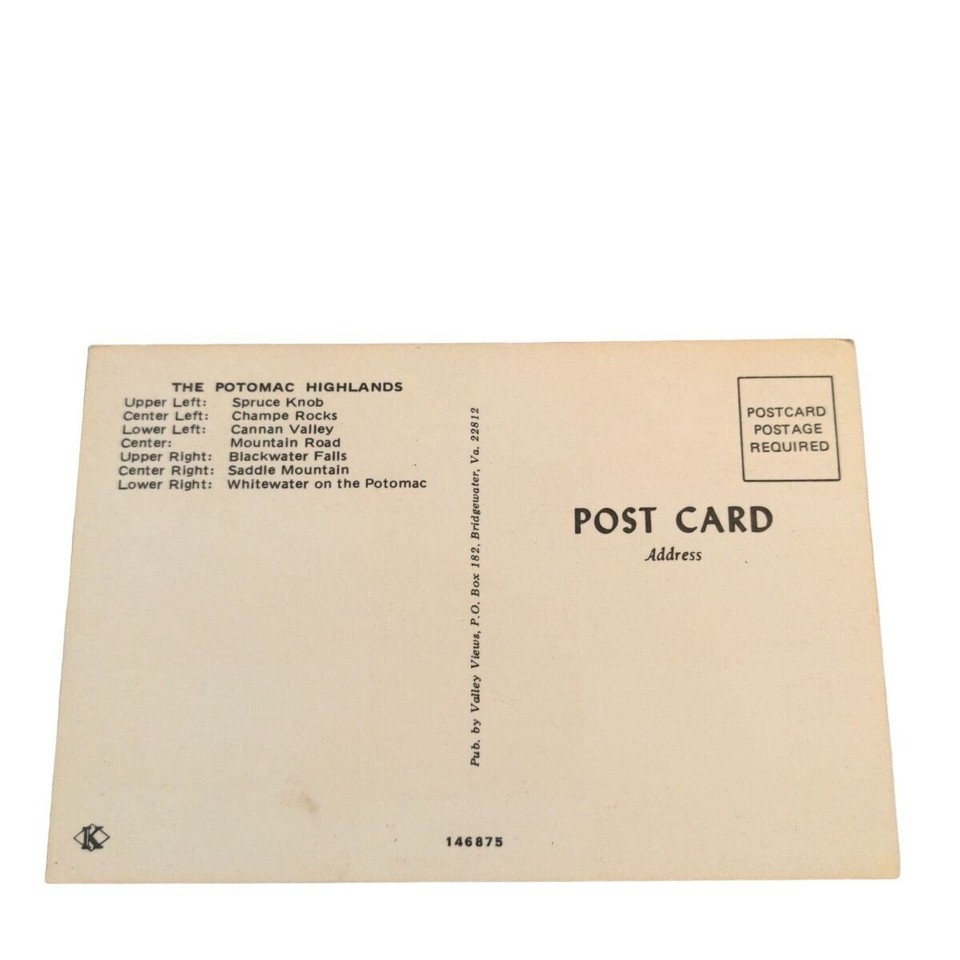 THE POTOMAC HIGHLANDS
Upper Left: Spruce Knob
Center Left: Champe Rocks
Lower Left: Cannan Valley
Center: Mountain Road
Upper Right: Blackwater Falls
Center Right: Saddle Mountain
Lower Right: Whitewater on the Potomac
Pub. by Valley Views, P.O. Box 182, Bridgewater, Va. 22812
POSTCARD
POSTAGE
REQUIRED
POST CARD
Address
K
146875